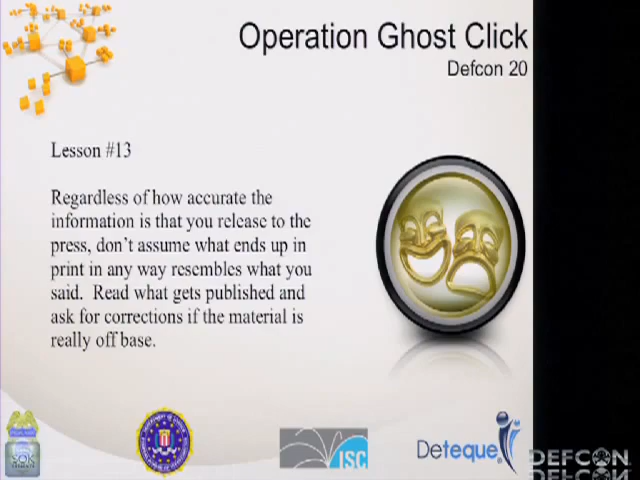 Operation Ghost Click
Defcon 20
Lesson #13
Regardless of how accurate the
information is that you release to the
press, don't assume what ends up in
print in any way resembles what you
said. Read what gets published and
ask for corrections if the material is
really off base.
ISC
Deteque
DEFCON